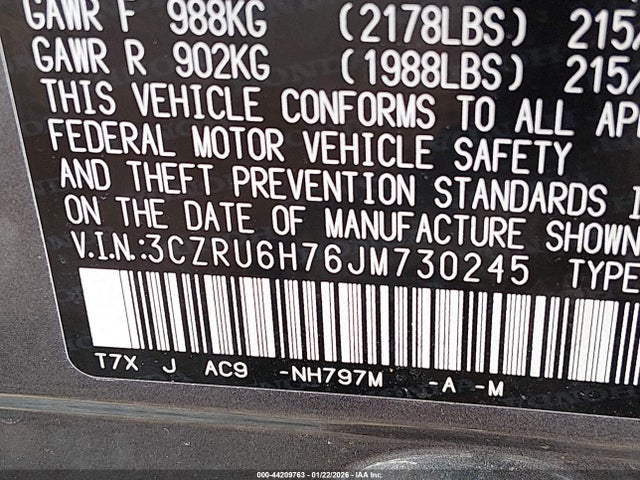 GAWR F 988KG (2178LBS) 215
GAWR R 902KG (1988LBS) 215
THIS VEHICLE CONFORMS TO ALL AP
FEDERAL MOTOR VEHICLE SAFETY
AND THEFT PREVENTION STANDARDS I
ON THE DATE OF MANUFACTURE SHOWN
V.I.N.:3CZRU6H76JM730245 TYPE
T7X J AC9 -NH797M -A -M
000-44209763 - 01/22/2026 - IAA Inc.